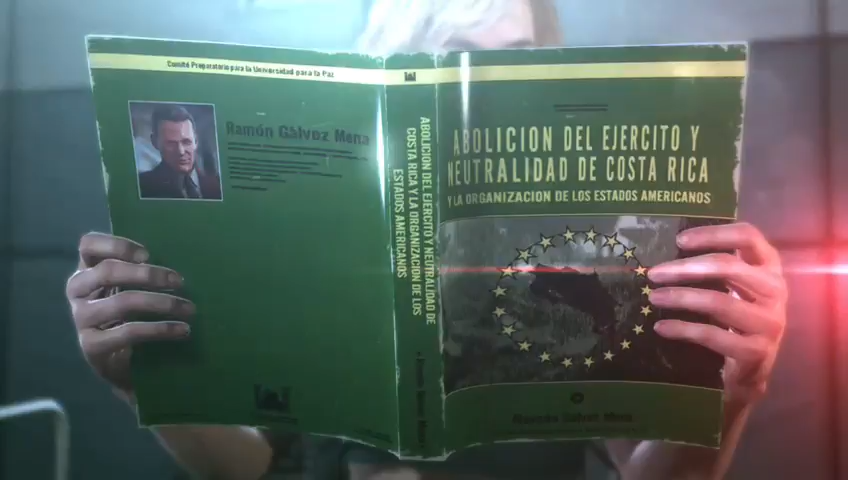 Comité Preparatorio para la Universidad para la Paz
Ramón Gálvez Mena
ABOLICION DEL EJERCITO Y NEUTRALIDAD DE
COSTA RICA Y LA ORGANIZACION DE LOS
ESTADOS AMERICANOS
ABOLICION DEL EJERCITO Y
NEUTRALIDAD DE COSTA RICA
Y LA ORGANIZACION DE LOS ESTADOS AMERICANOS
Ramón Gálvez Mena